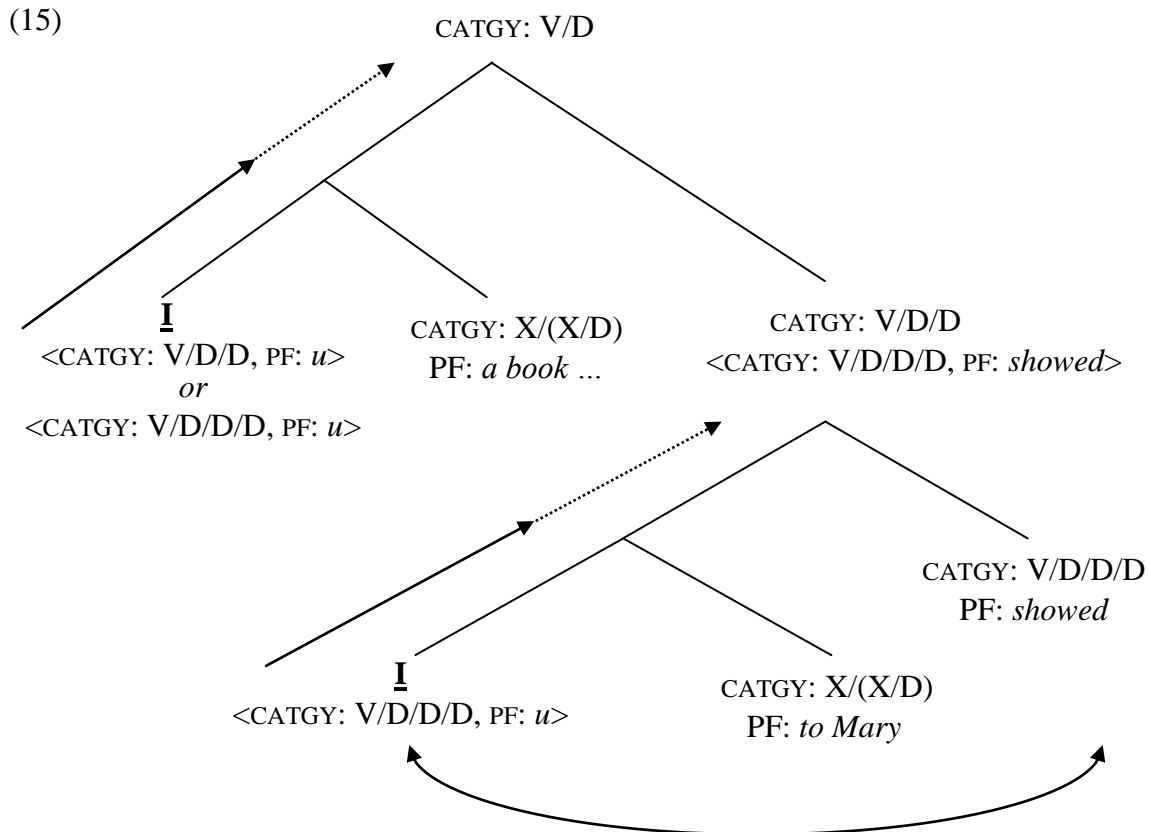 (15)
CATGY: V/D
I
<CATGY: V/D/D, PF: u>
or
<CATGY: V/D/D/D, PF: u>
CATGY: X/(X/D)
PF: a book ...
CATGY: V/D/D
<CATGY: V/D/D/D, PF: showed>
CATGY: V/D/D/D
PF: showed
I
<CATGY: V/D/D/D, PF: u>
CATGY: X/(X/D)
PF: to Mary